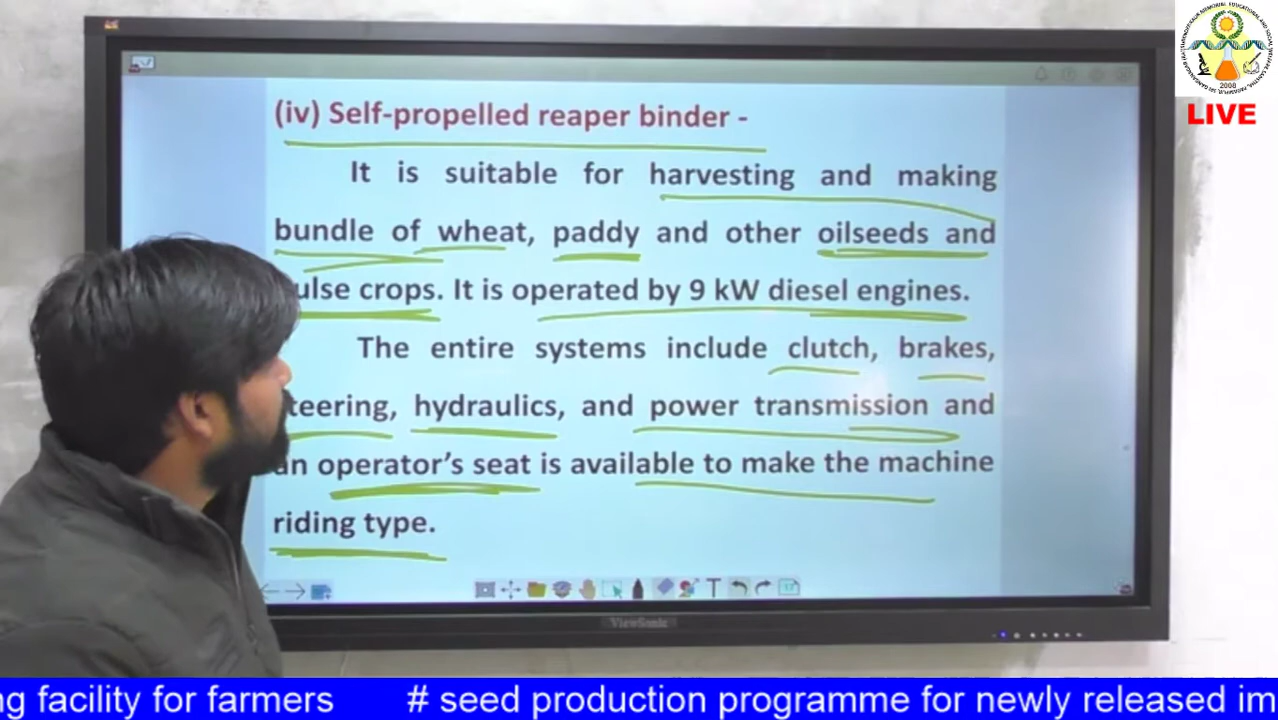 (iv) Self-propelled reaper binder -
It is suitable for harvesting and making
bundle of wheat, paddy and other oilseeds and
ulse crops. It is operated by 9 kW diesel engines.
The entire systems include clutch, brakes,
teering, hydraulics, and power transmission and
an operator's seat is available to make the machine
riding type.
ViewSonic
2008
LIVE
ng facility for farmers # seed production programme for newly released im